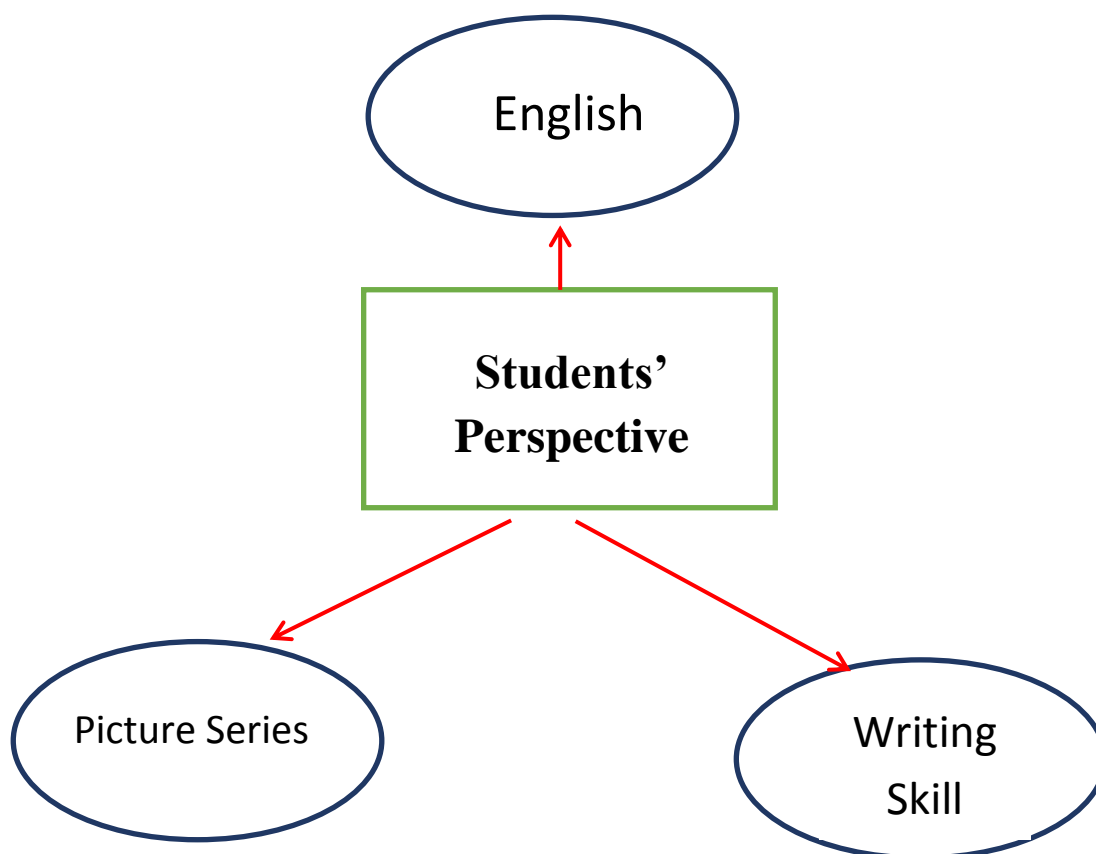 English
Students’
Perspective
Picture Series
Writing
Skill